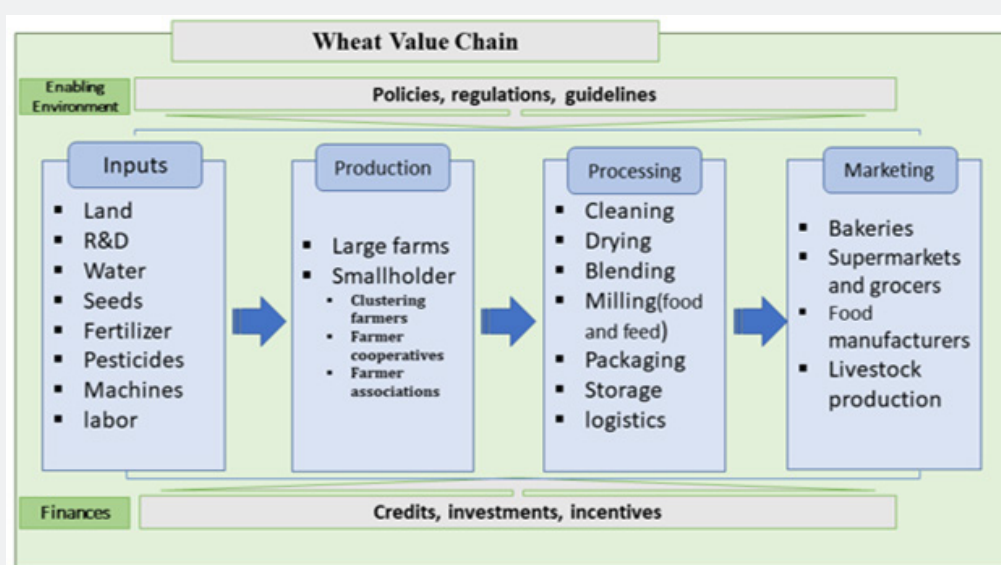 Wheat Value Chain
Enabling
Environment
Policies, regulations, guidelines
Inputs
Land
R&D
Water
Seeds
Fertilizer
Pesticides
Machines
labor
Production
Large farms
Smallholder
Clustering
farmers
Farmer
cooperatives
Farmer
associations
Processing
Cleaning
Drying
Blending
Milling(food
and feed)
Packaging
Storage
logistics
Marketing
Bakeries
Supermarkets
and grocers
Food
manufacturers
Livestock
production
Finances
Credits, investments, incentives